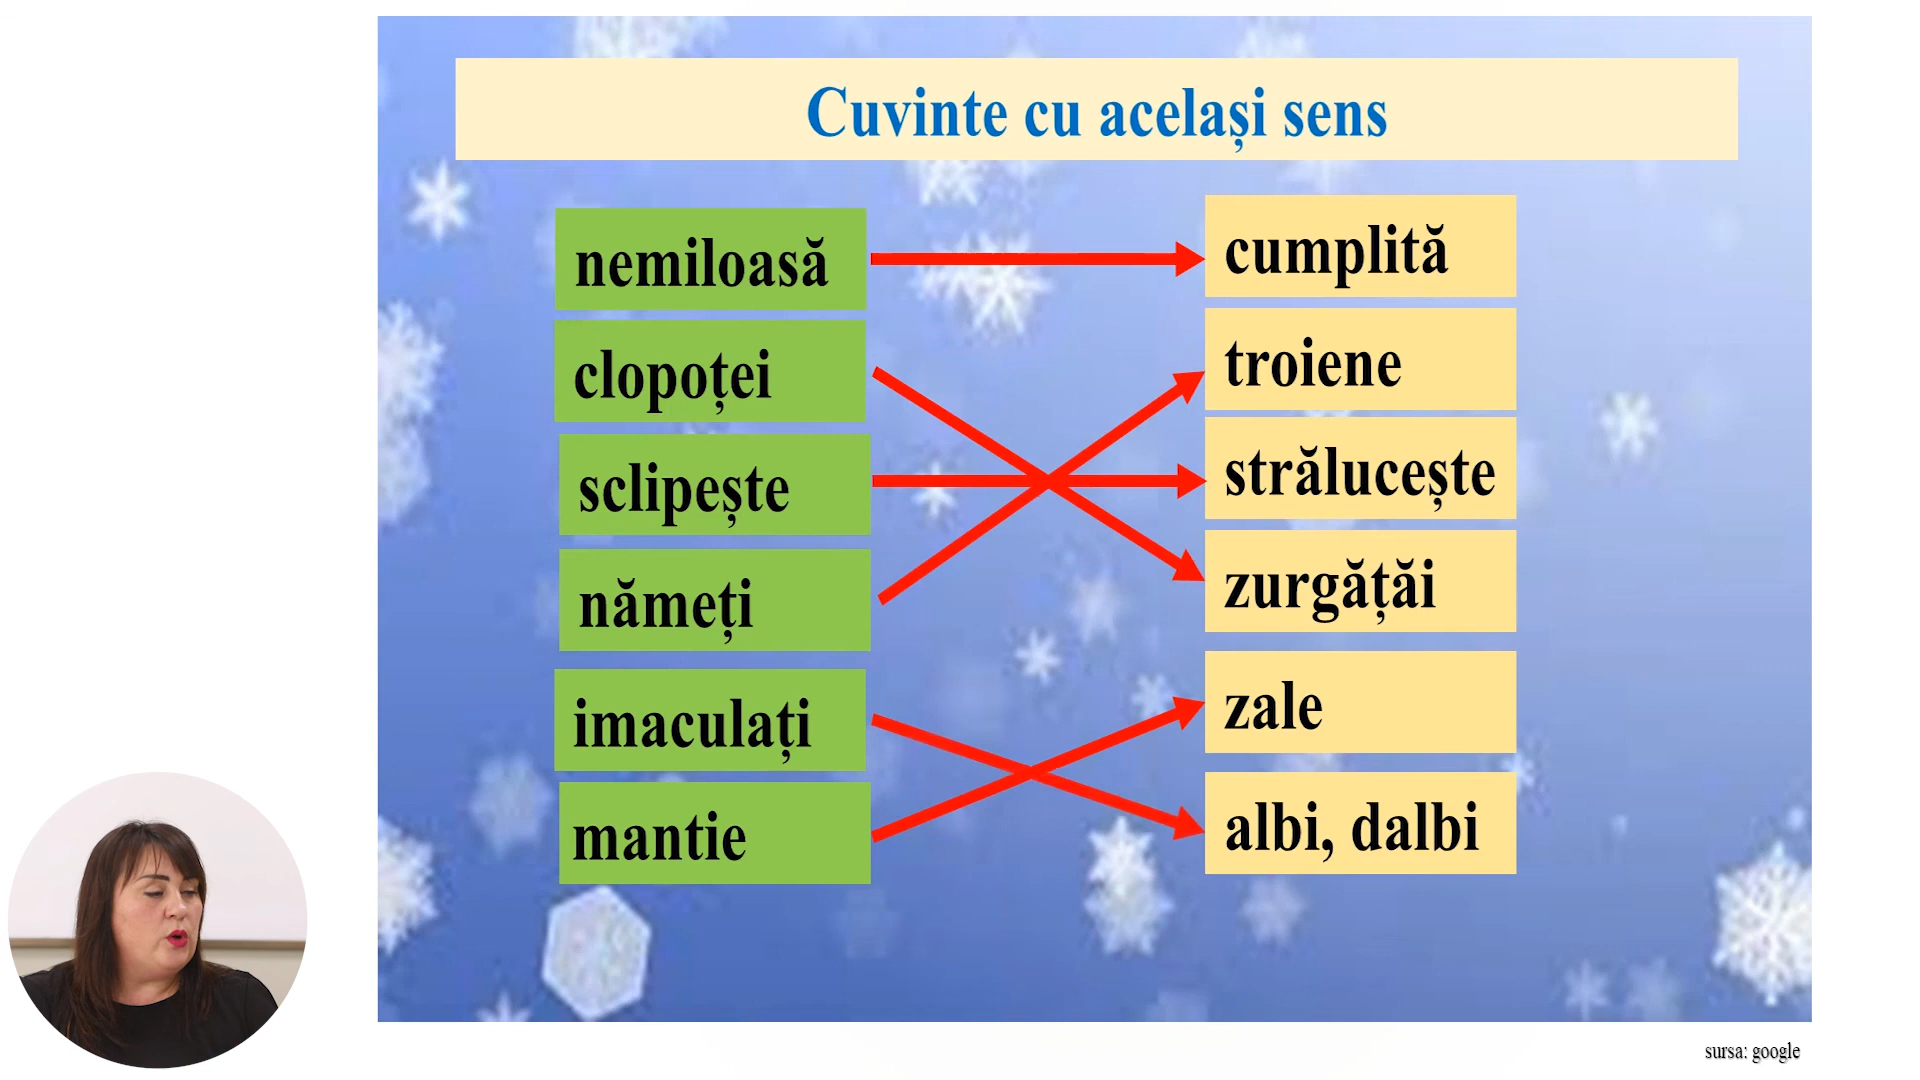 Cuvinte cu același sens
nemiloasă
cumplită
clopoței
troiene
sclipește
strălucește
nămeți
zurgățăi
imaculați
zale
mantie
albi, dalbi
sursa: google